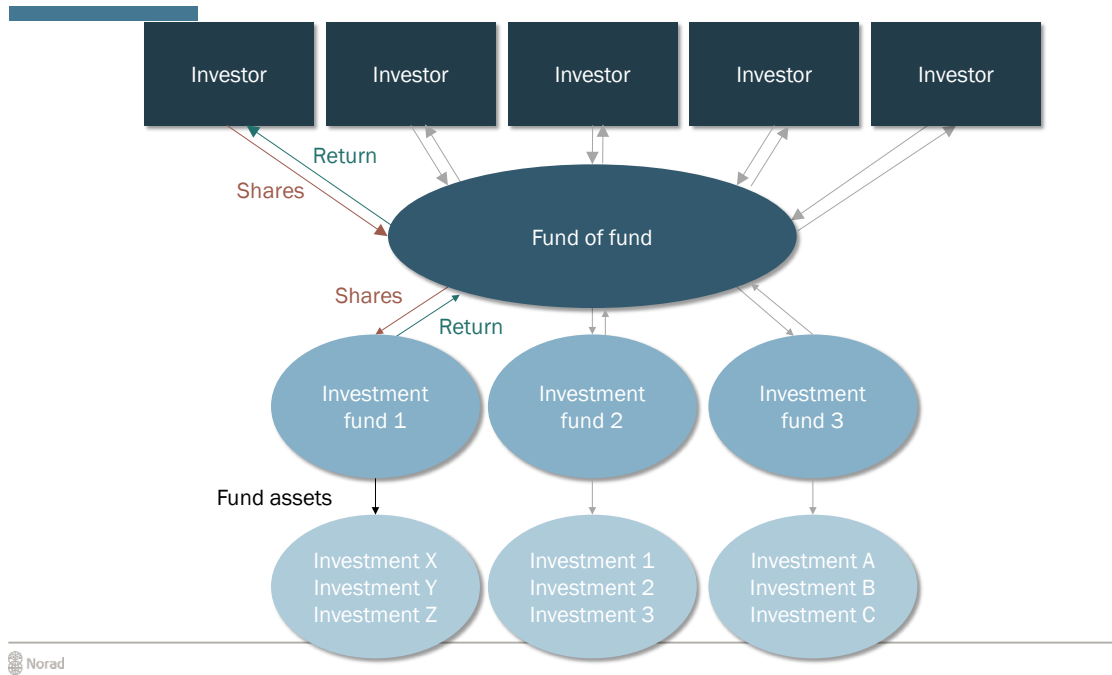 Investor
Investor
Investor
Investor
Investor
Return
Shares
Fund of fund
Shares
Return
Investment
fund 1
Investment
fund 2
Investment
fund 3
Fund assets
Investment X
Investment Y
Investment Z
Investment 1
Investment 2
Investment 3
Investment A
Investment B
Investment C
Norad